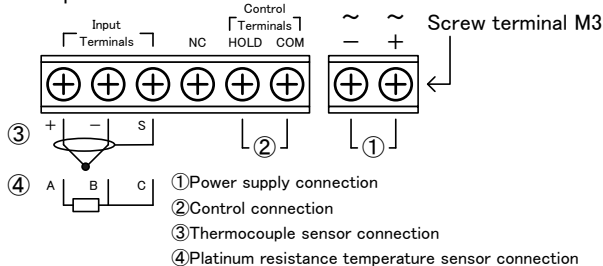 Input
Terminals
Control
Terminals
NC HOLD COM
~ ~
− +
Screw terminal M3
③ + − S
②
①
④ A B C
①Power supply connection
②Control connection
③Thermocouple sensor connection
④Platinum resistance temperature sensor connection